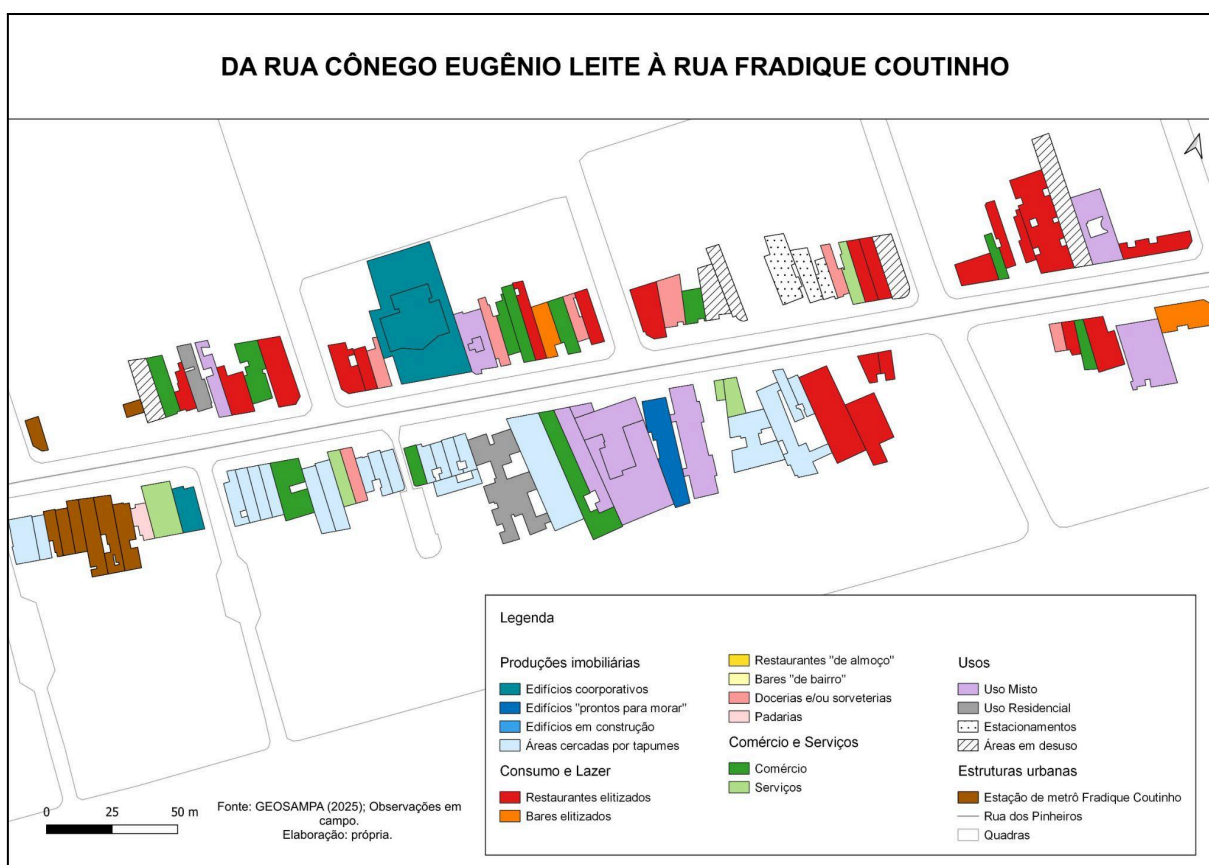 DA RUA CÔNEGO EUGÊNIO LEITE À RUA FRADIQUE COUTINHO
Legenda
Produções imobiliárias
Edifícios coorporativos
Edifícios "prontos para morar"
Edifícios em construção
Áreas cercadas por tapumes
Consumo e Lazer
Restaurantes elitizados
Bares elitizados
Restaurantes "de almoço"
Bares "de bairro"
Docerias e/ou sorveterias
Padarias
Comércio e Serviços
Comércio
Serviços
Usos
Uso Misto
Uso Residencial
Estacionamentos
Áreas em desuso
Estruturas urbanas
Estação de metrô Fradique Coutinho
Rua dos Pinheiros
Quadras
0 25 50 m
Fonte: GEOSAMPA (2025); Observações em
campo.
Elaboração: própria.